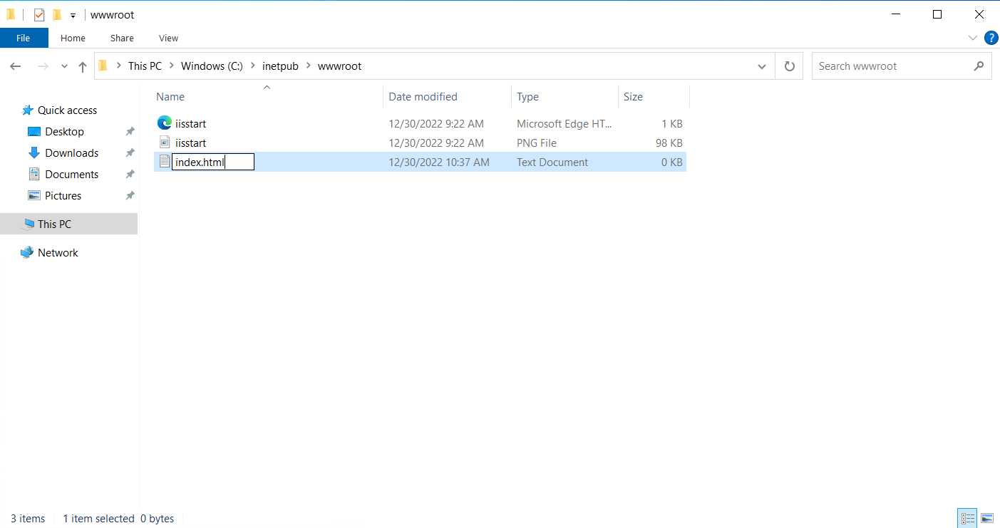 wwwroot
File Home Share View ?
This PC Windows (C:) inetpub wwwroot Search wwwroot
Name Date modified Type Size
Quick access
Desktop
Downloads
Documents
Pictures
This PC
Network
iisstart 12/30/2022 9:22 AM Microsoft Edge HT... 1 KB
iisstart 12/30/2022 9:22 AM PNG File 98 KB
index.html 12/30/2022 10:37 AM Text Document 0 KB
3 items 1 item selected 0 bytes